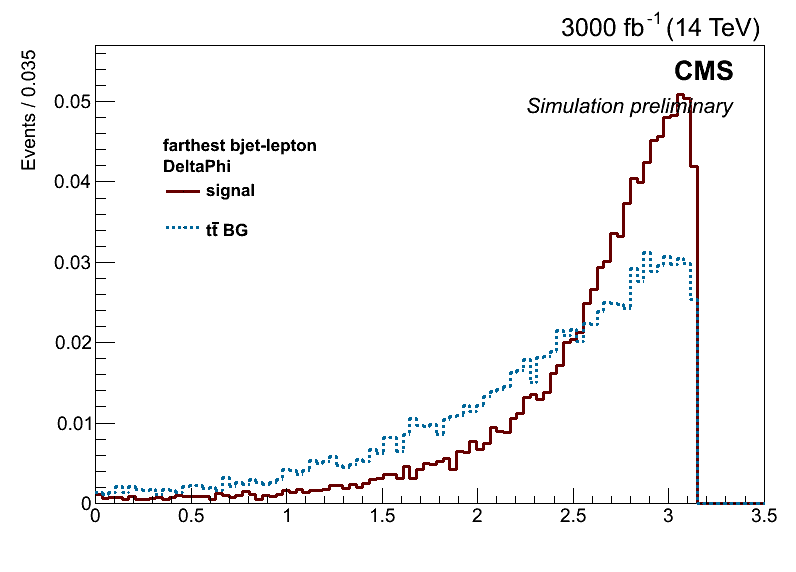 3000 fb⁻¹ (14 TeV)
CMS
Simulation preliminary
Events / 0.035
0.05
0.04
0.03
0.02
0.01
0
farthest bjet-lepton
DeltaPhi
signal
tt̄ BG
0 0.5 1 1.5 2 2.5 3 3.5